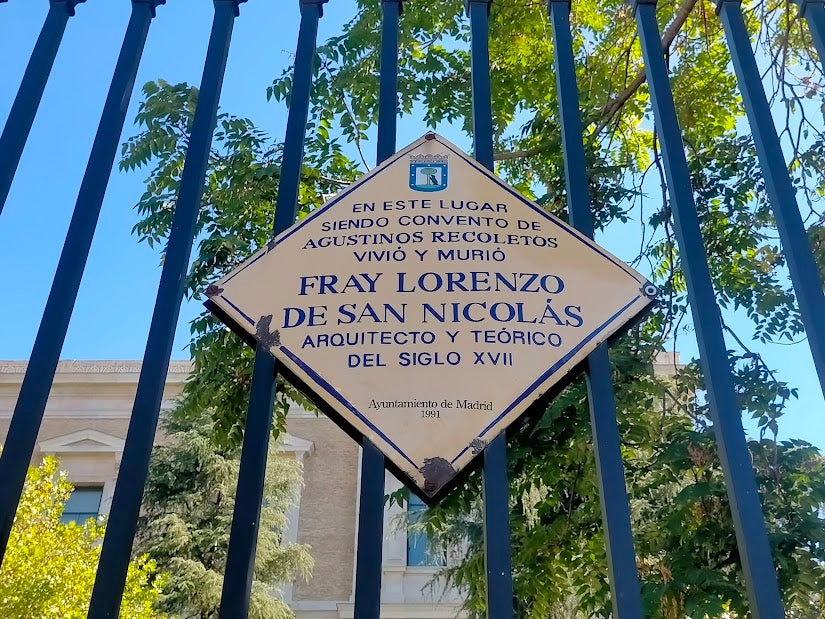 EN ESTE LUGAR
SIENDO CONVENTO DE
AGUSTINOS RECOLETOS
VIVIÓ Y MURIÓ
FRAY LORENZO
DE SAN NICOLÁS
ARQUITECTO Y TEÓRICO
DEL SIGLO XVII
Ayuntamiento de Madrid
1991